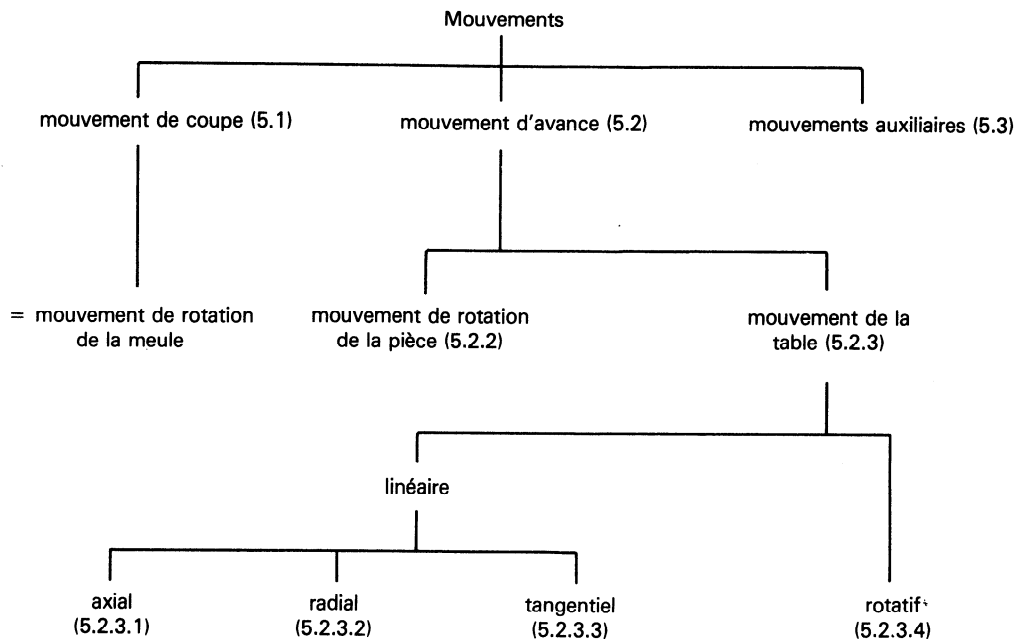 Mouvements
mouvement de coupe (5.1)
mouvement d'avance (5.2)
mouvements auxiliaires (5.3)
= mouvement de rotation
de la meule
mouvement de rotation
de la pièce (5.2.2)
mouvement de la
table (5.2.3)
linéaire
axial
(5.2.3.1)
radial
(5.2.3.2)
tangentiel
(5.2.3.3)
rotatif
(5.2.3.4)